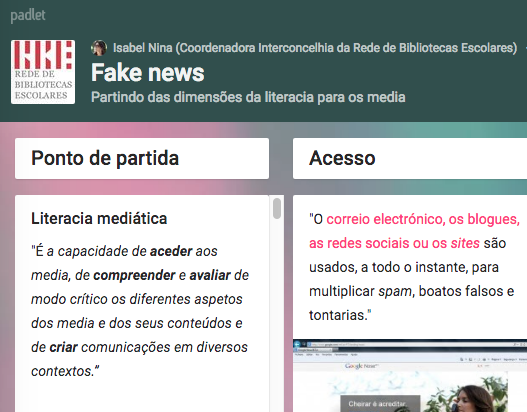 padlet
RBE
REDE DE
BIBLIOTECAS
ESCOLARES
Isabel Nina (Coordenadora Interconcelhia da Rede de Bibliotecas Escolares)
Fake news
Partindo das dimensões da literacia para os media
Ponto de partida
Literacia mediática
"É a capacidade de aceder aos
media, de compreender e avaliar de
modo crítico os diferentes aspetos
dos media e dos seus conteúdos e
de criar comunicações em diversos
contextos.”
Acesso
"O correio electrónico, os blogues,
as redes sociais ou os sites são
usados, a todo o instante, para
multiplicar spam, boatos falsos e
tontarias."
Google Nose
Cheirar é acreditar.